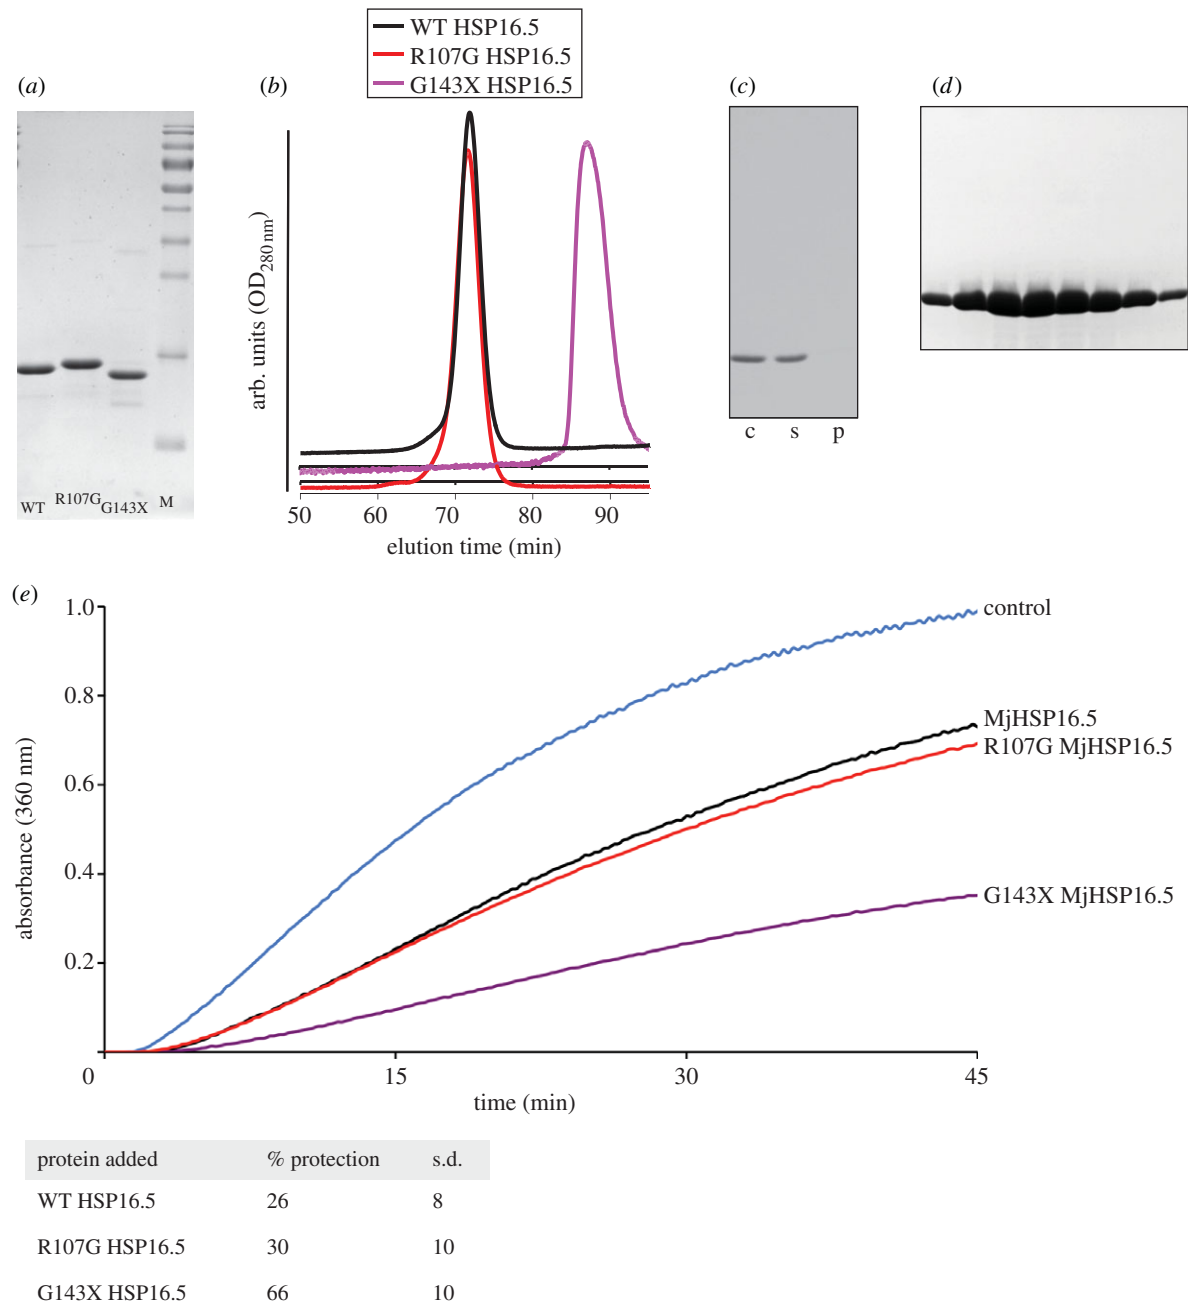 WT HSP16.5
R107G HSP16.5
G143X HSP16.5
(a)
(b)
(c)
(d)
WT R107G G143X M
arb. units (OD280 nm)
50 60 70 80 90
elution time (min)
c s p
(e)
1.0
0.8
0.6
0.4
0.2
absorbance (360 nm)
control
MjHSP16.5
R107G MjHSP16.5
G143X MjHSP16.5
0 15 30 45
time (min)
protein added % protection s.d.
WT HSP16.5 26 8
R107G HSP16.5 30 10
G143X HSP16.5 66 10